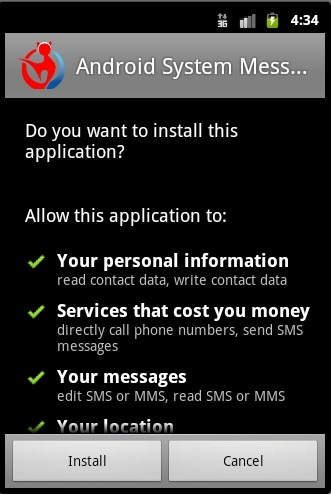 3G 4:34
Android System Mess...
Do you want to install this
application?
Allow this application to:
Your personal information
read contact data, write contact data
Services that cost you money
directly call phone numbers, send SMS
messages
Your messages
edit SMS or MMS, read SMS or MMS
Your location
Install Cancel